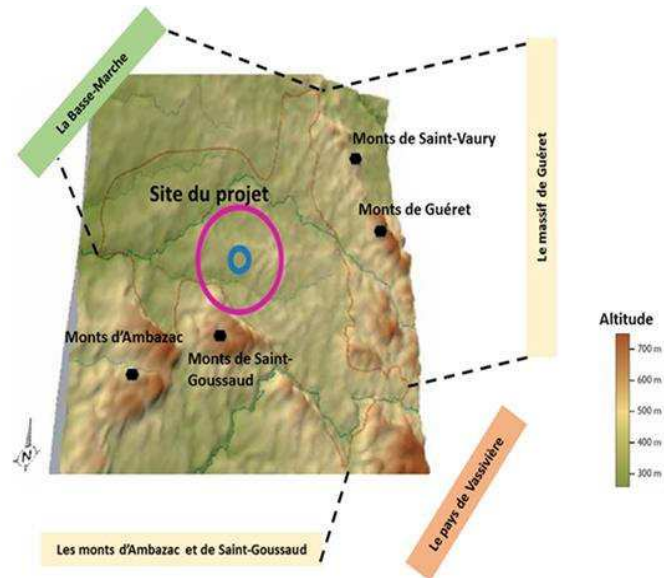 La Basse-Marche
Monts de Saint-Vaury
Site du projet
Monts de Guéret
Le massif de Guéret
Altitude
700 m
600 m
500 m
400 m
300 m
Monts d'Ambazac
Monts de Saint-
Goussaud
N
Le pays de Vassivière
Les monts d'Ambazac et de Saint-Goussaud